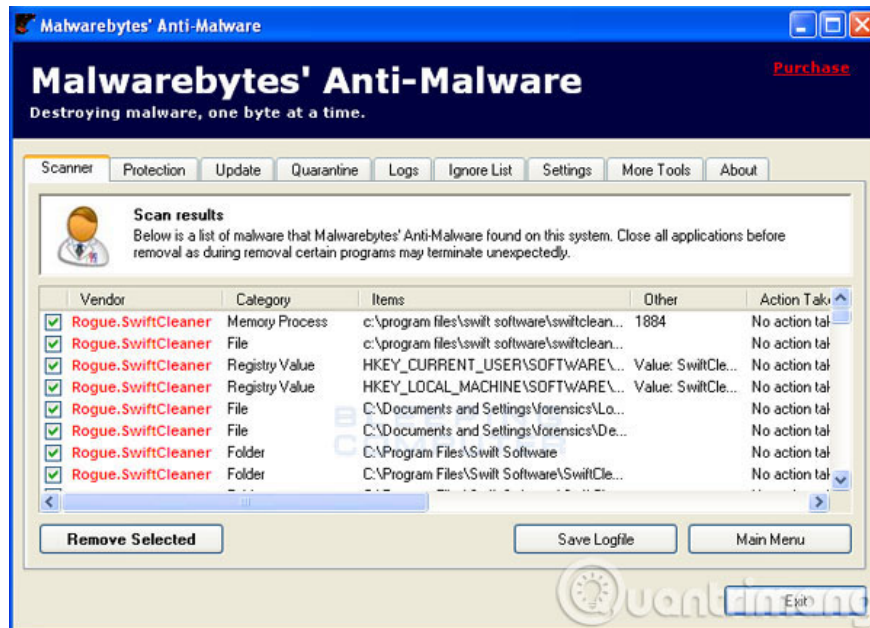 Malwarebytes' Anti-Malware
Malwarebytes' Anti-Malware
Purchase
Destroying malware, one byte at a time.
Scanner Protection Update Quarantine Logs Ignore List Settings More Tools About
Scan results
Below is a list of malware that Malwarebytes' Anti-Malware found on this system. Close all applications before
removal as during removal certain programs may terminate unexpectedly.
Vendor Category Items Other Action Take
Rogue.SwiftCleaner Memory Process c:\program files\swift software\swiftclean... 1884 No action tak
Rogue.SwiftCleaner File c:\program files\swift software\swiftclean... No action tak
Rogue.SwiftCleaner Registry Value HKEY_CURRENT_USER\SOFTWARE\... Value: SwiftCle... No action tak
Rogue.SwiftCleaner Registry Value HKEY_LOCAL_MACHINE\SOFTWARE\... Value: SwiftCle... No action tak
Rogue.SwiftCleaner File C:\Documents and Settings\forensics\Lo... No action tak
Rogue.SwiftCleaner File C:\Documents and Settings\forensics\De... No action tak
Rogue.SwiftCleaner Folder C:\Program Files\Swift Software No action tak
Rogue.SwiftCleaner Folder C:\Program Files\Swift Software\SwiftCle... No action tak
BLEEPING
COMPUTER
Remove Selected Save Logfile Main Menu
Exit
Quantrimang